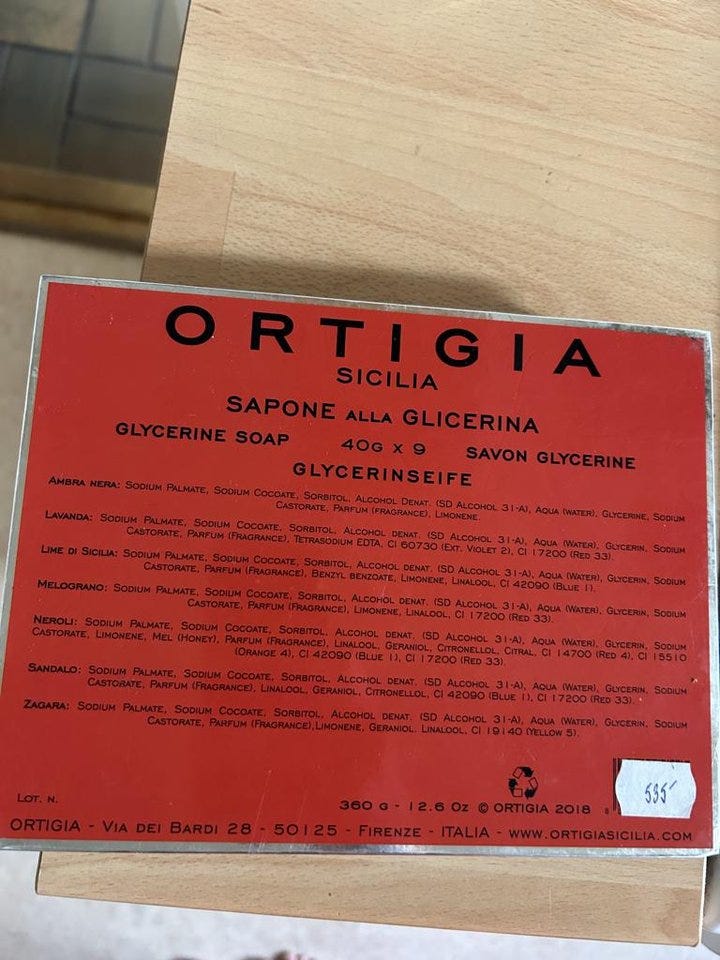 ORTIGIA
SICILIA
SAPONE ALLA GLICERINA
GLYCERINE SOAP 40G X 9 SAVON GLYCERINE
GLYCERINSEIFE
AMBRA NERA: SODIUM PALMATE, SODIUM COCOATE, SORBITOL, ALCOHOL DENAT. (SD ALCOHOL 31-A), AQUA (WATER), GLYCERINE, SODIUM
CASTORATE, PARFUM (FRAGRANCE), LIMONENE.
LAVANDA: SODIUM PALMATE, SODIUM COCOATE, SORBITOL, ALCOHOL DENAT. (SD ALCOHOL 31-A), AQUA (WATER), GLYCERIN, SODIUM
CASTORATE, PARFUM (FRAGRANCE), TETRASODIUM EDTA, CI 60730 (EXT. VIOLET 2), CI 17200 (RED 33).
LIME DI SICILIA: SODIUM PALMATE, SODIUM COCOATE, SORBITOL, ALCOHOL DENAT. (SD ALCOHOL 31-A), AQUA (WATER), GLYCERIN, SODIUM
CASTORATE, PARFUM (FRAGRANCE), BENZYL BENZOATE, LIMONENE, LINALOOL, CI 42090 (BLUE 1).
MELOGRANO: SODIUM PALMATE, SODIUM COCOATE, SORBITOL, ALCOHOL DENAT. (SD ALCOHOL 31-A), AQUA (WATER), GLYCERIN, SODIUM
CASTORATE, PARFUM (FRAGRANCE), LIMONENE, LINALOOL, CI 17200 (RED 33).
NEROLI: SODIUM PALMATE, SODIUM COCOATE, SORBITOL, ALCOHOL DENAT. (SD ALCOHOL 31-A), AQUA (WATER), GLYCERIN, SODIUM
CASTORATE, LIMONENE, MEL (HONEY), PARFUM (FRAGRANCE), LINALOOL, GERANIOL, CITRONELLOL, CITRAL, CI 14700 (RED 4), CI 15510
(ORANGE 4), CI 42090 (BLUE 1), CI 17200 (RED 33).
SANDALO: SODIUM PALMATE, SODIUM COCOATE, SORBITOL, ALCOHOL DENAT. (SD ALCOHOL 31-A), AQUA (WATER), GLYCERIN, SODIUM
CASTORATE, PARFUM (FRAGRANCE), LINALOOL, GERANIOL, CITRONELLOL, CI 42090 (BLUE 1), CI 17200 (RED 33).
ZAGARA: SODIUM PALMATE, SODIUM COCOATE, SORBITOL, ALCOHOL DENAT. (SD ALCOHOL 31-A), AQUA (WATER), GLYCERIN, SODIUM
CASTORATE, PARFUM (FRAGRANCE),LIMONENE, GERANIOL. LINALOOL, CI 19140 (YELLOW 5).
LOT. N. 360 G - 12.6 OZ © ORTIGIA 2018 8
595
ORTIGIA - VIA DEI BARDI 28 - 50125 - FIRENZE - ITALIA - WWW.ORTIGIASICILIA.COM